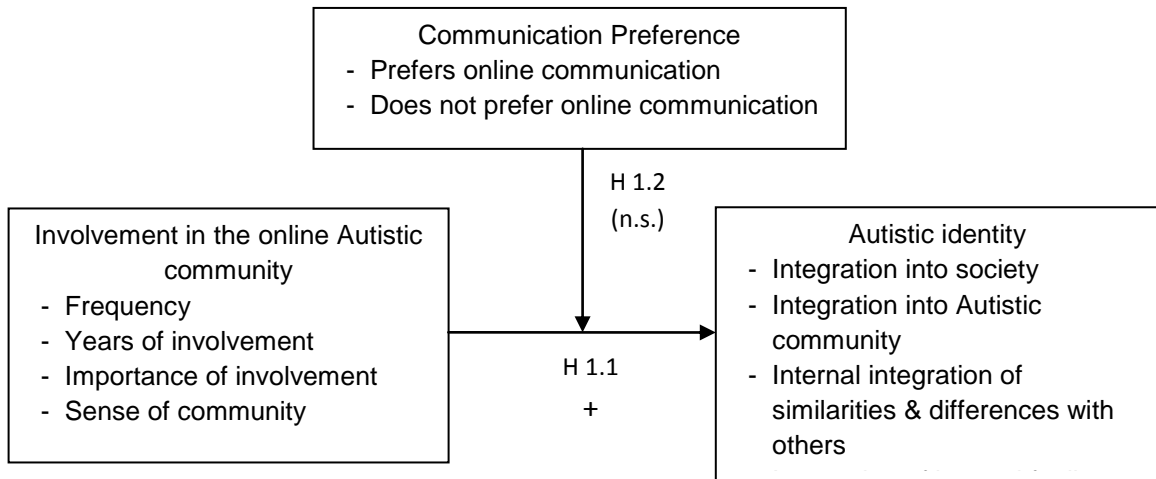 Communication Preference
- Prefers online communication
- Does not prefer online communication
H 1.2
(n.s.)
Involvement in the online Autistic
community
- Frequency
- Years of involvement
- Importance of involvement
- Sense of community
H 1.1
+
Autistic identity
- Integration into society
- Integration into Autistic
community
- Internal integration of
similarities & differences with
others